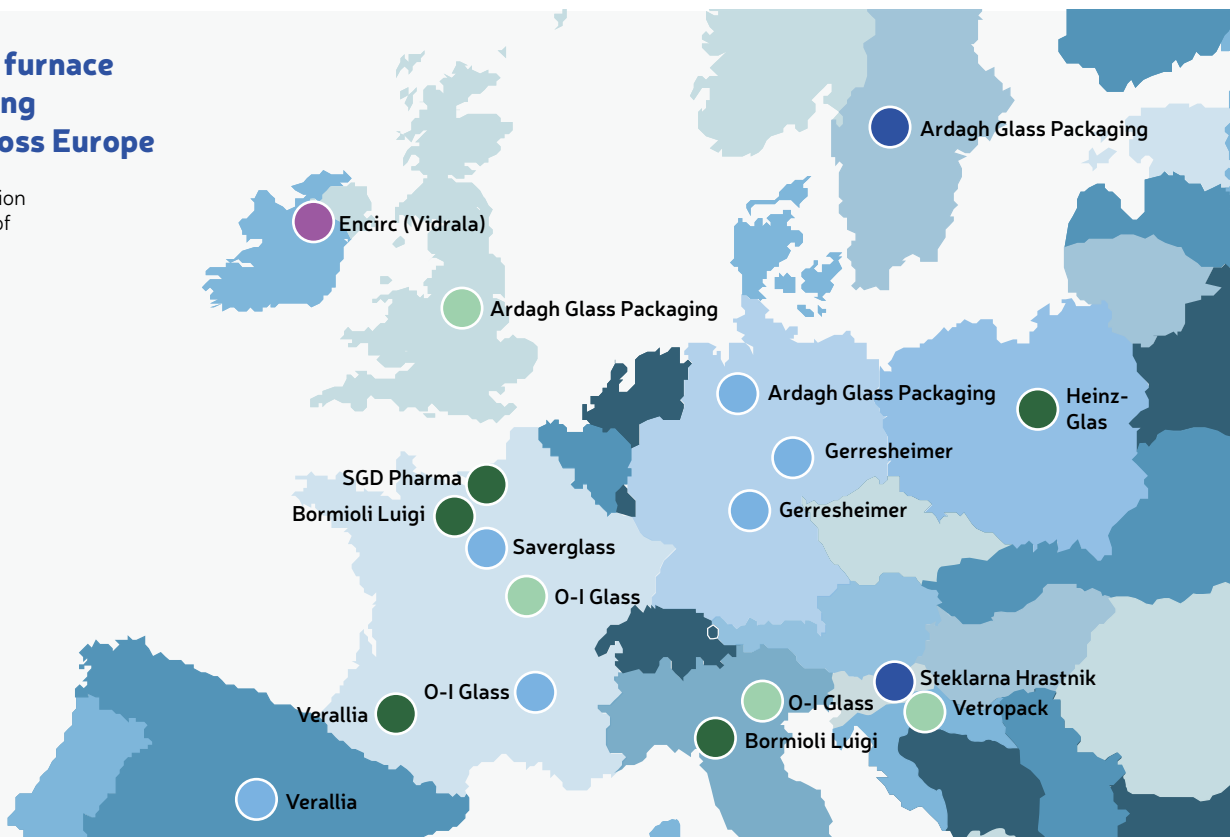 furnace
ng
oss Europe
ion
of
Ardagh Glass Packaging
Encirc (Vidrala)
Ardagh Glass Packaging
Ardagh Glass Packaging
Heinz-
Glas
Gerresheimer
SGD Pharma
Bormioli Luigi
Gerresheimer
Saverglass
O-I Glass
Steklarna Hrastnik
O-I Glass
O-I Glass
Vetropack
Verallia
Bormioli Luigi
Verallia